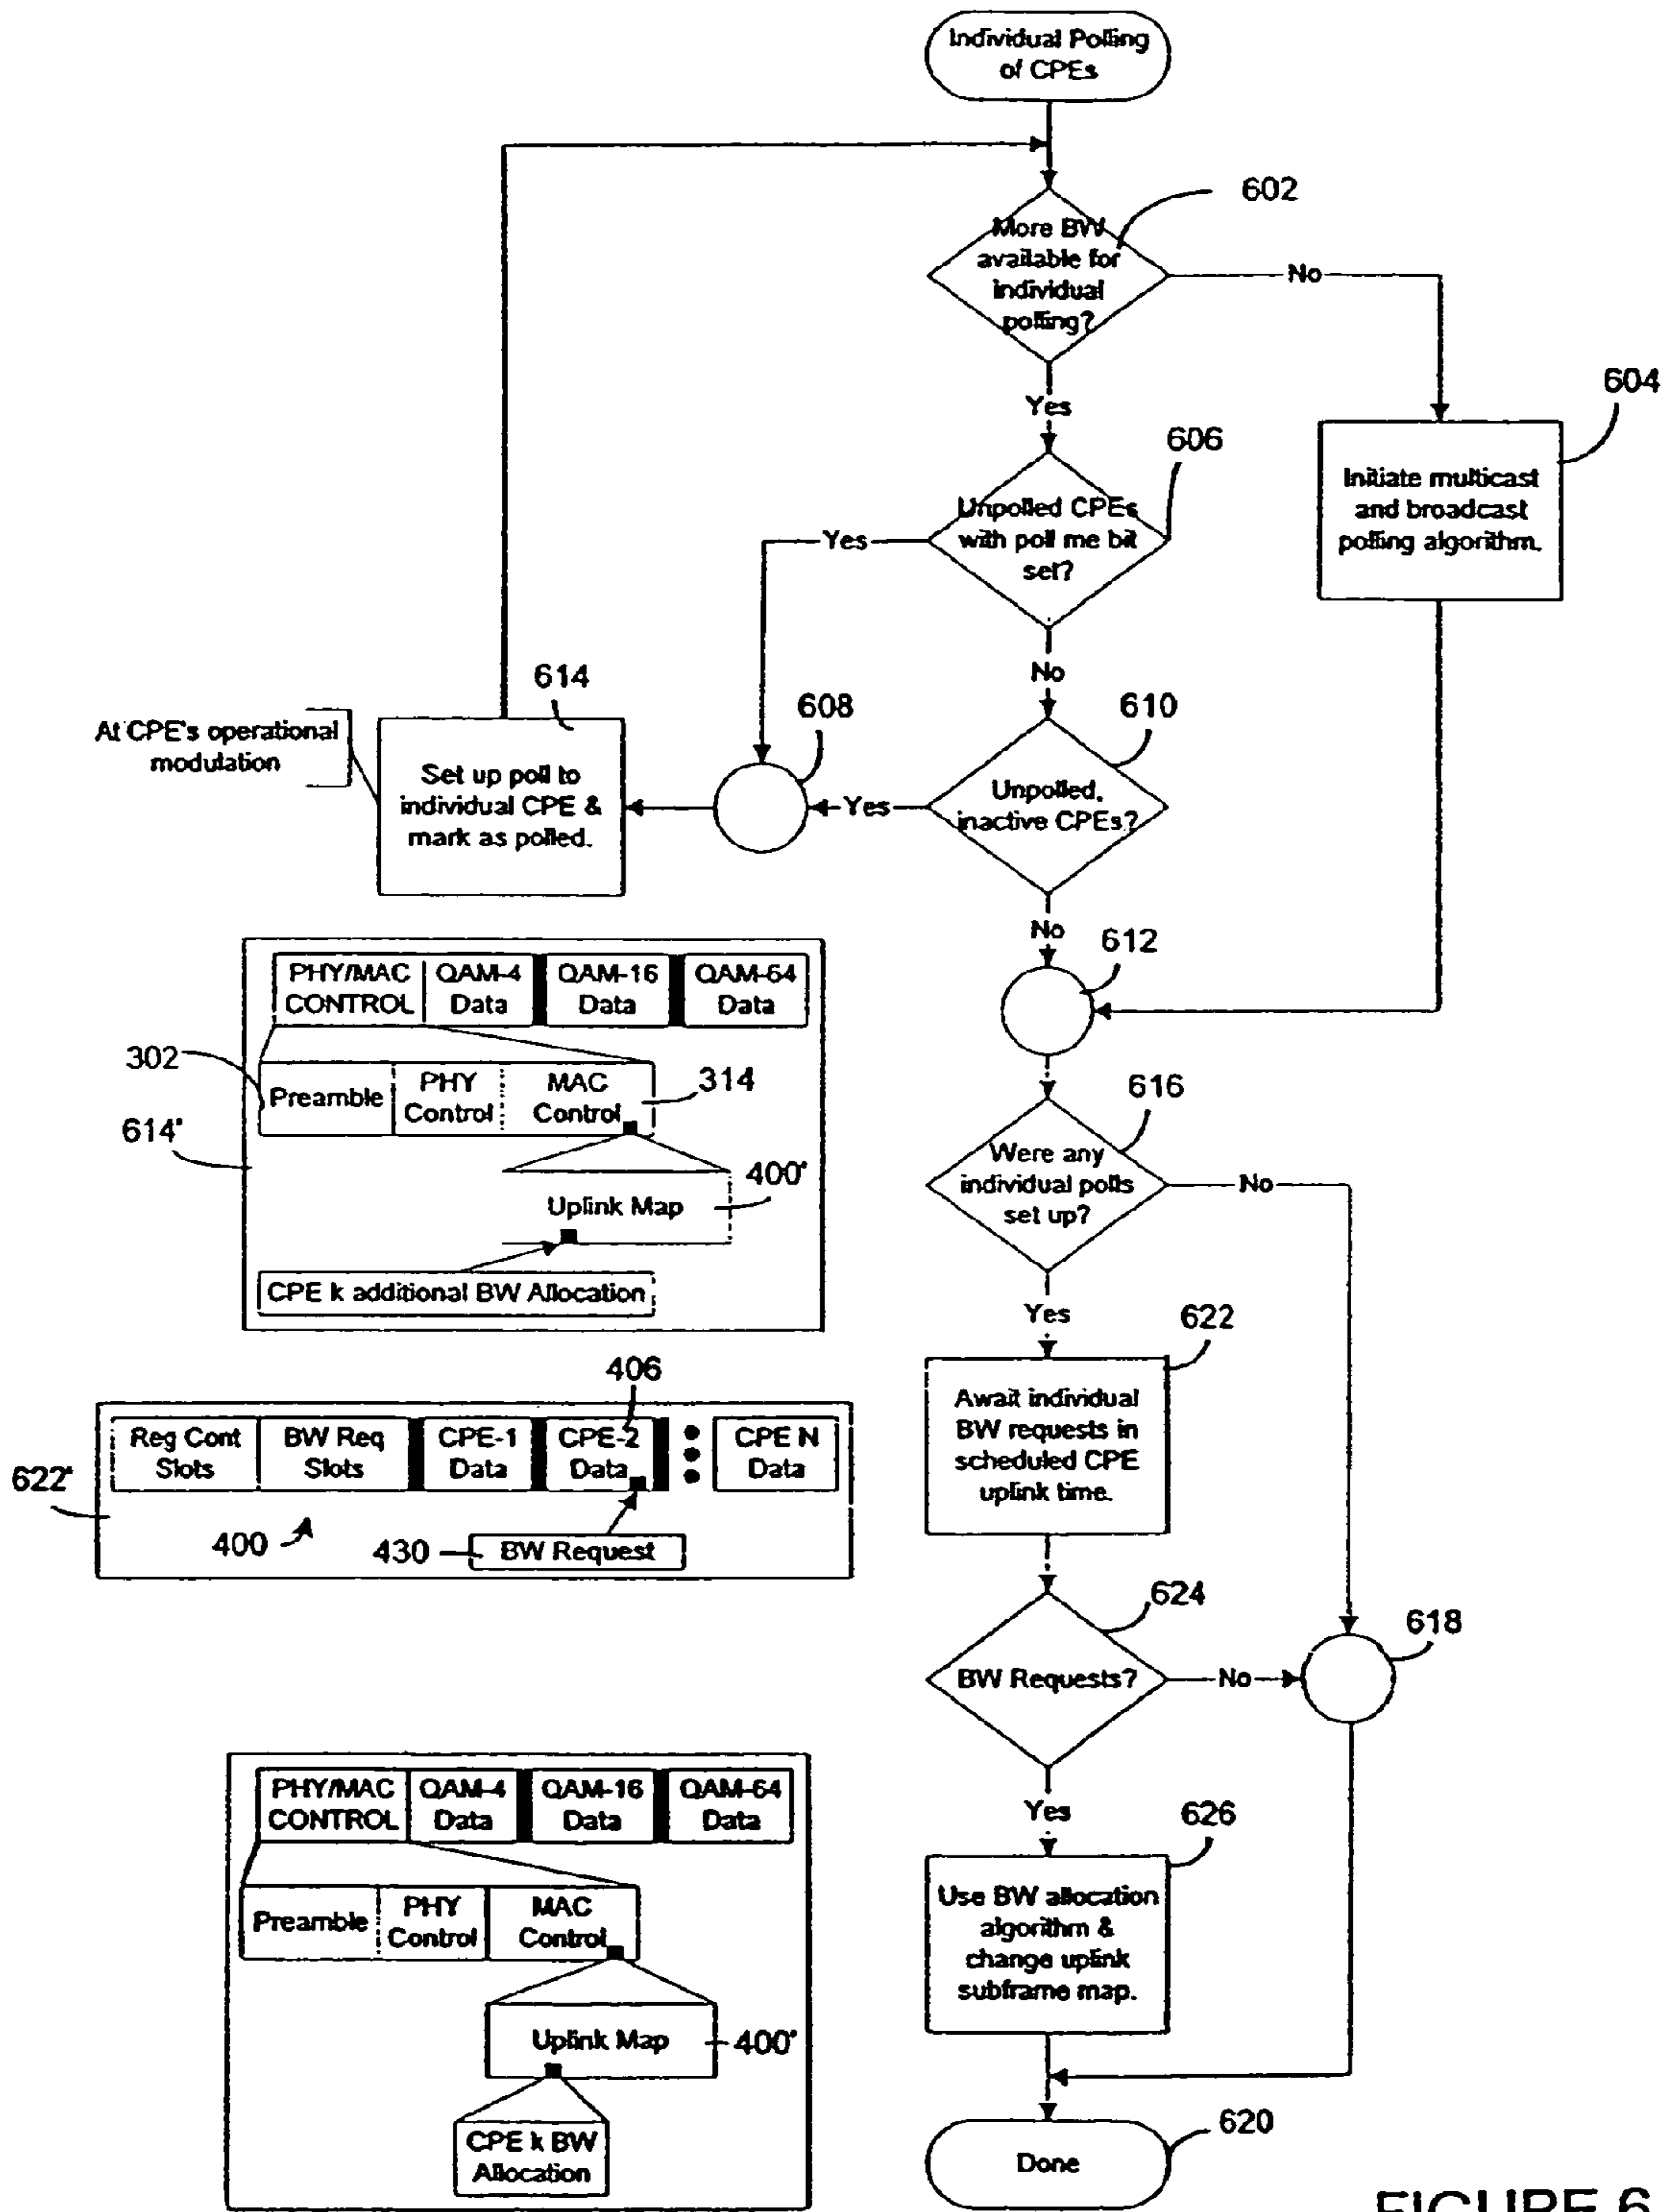 Individual Polling
of CPEs
602
More BW
available for
individual
polling?
No
Yes
604
Initiate multicast
and broadcast
polling algorithm.
606
Unpolled CPEs
with poll me bit
set?
Yes
No
614
At CPE's operational
modulation
Set up poll to
individual CPE &
mark as polled.
608
Yes
610
Unpolled,
inactive CPEs?
No
612
PHY/MAC
CONTROL
QAM-4
Data
QAM-16
Data
QAM-64
Data
302
Preamble
PHY
Control
MAC
Control
314
614'
Uplink Map
400'
CPE k additional BW Allocation
616
Were any
individual polls
set up?
No
Yes
622
Await individual
BW requests in
scheduled CPE
uplink time.
406
Reg Cont
Slots
BW Req
Slots
CPE-1
Data
CPE-2
Data
CPE N
Data
622'
400
430
BW Request
624
BW Requests?
No
618
Yes
626
Use BW allocation
algorithm &
change uplink
subframe map.
PHY/MAC
CONTROL
QAM-4
Data
QAM-16
Data
QAM-64
Data
Preamble
PHY
Control
MAC
Control
Uplink Map
400'
CPE k BW
Allocation
620
Done
FIGURE 6